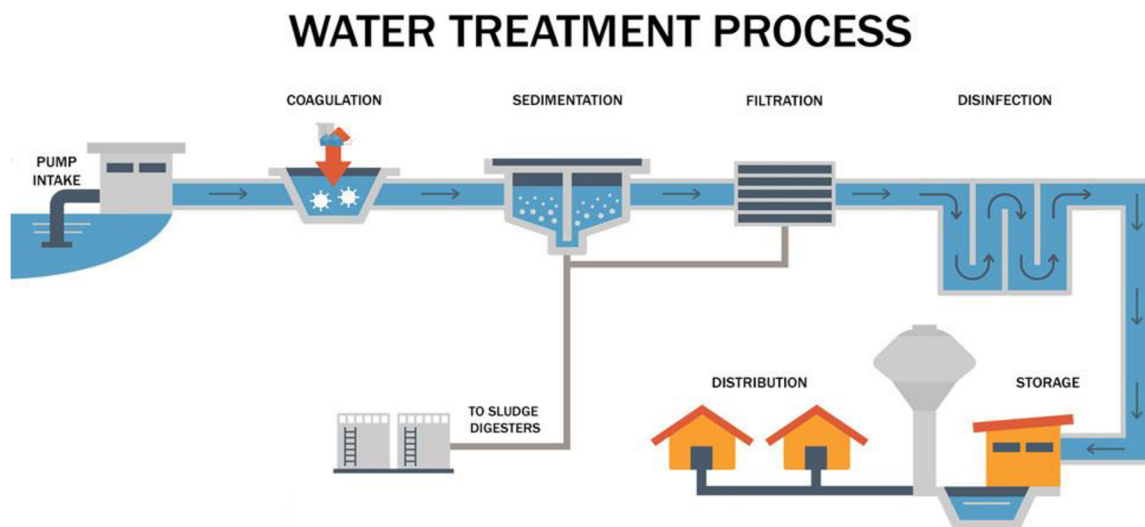 WATER TREATMENT PROCESS
COAGULATION
SEDIMENTATION
FILTRATION
DISINFECTION
PUMP
INTAKE
TO SLUDGE
DIGESTERS
DISTRIBUTION
STORAGE